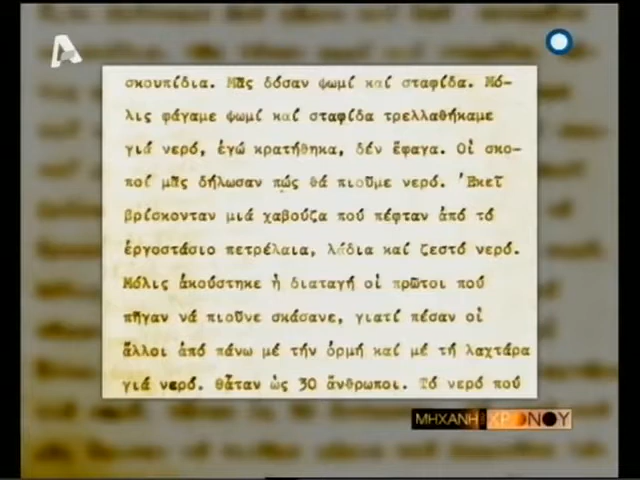 σκουπίδια. Μᾶς δόσαν ψωμί καί σταφίδα. Μό-
λις φάγαμε ψωμί καί σταφίδα τρελλαθήκαμε
γιά νερό, ἐγώ κρατήθηκα, δέν ἔφαγα. Οἱ σκο-
ποί μᾶς δήλωσαν πώς θά πιοῦμε νερό. Ἐκεῖ
βρίσκονταν μιά χαβούζα πού πέφταν ἀπό τό
ἐργοστάσιο πετρέλαια, λάδια καί ζεστό νερό.
Μόλις ἀκούστηκε ἡ διαταγή οἱ πρῶτοι πού
πῆγαν νά πιοῦνε σκάσανε, γιατί πέσαν οἱ
ἄλλοι ἀπό πάνω μέ τήν ὁρμή καί μέ τή λαχτάρα
γιά νερό. θἆταν ὡς 30 ἄνθρωποι. Τό νερό πού
ΜΗΧΑΝΗ ΤΟΥ ΧΡΟΝΟΥ